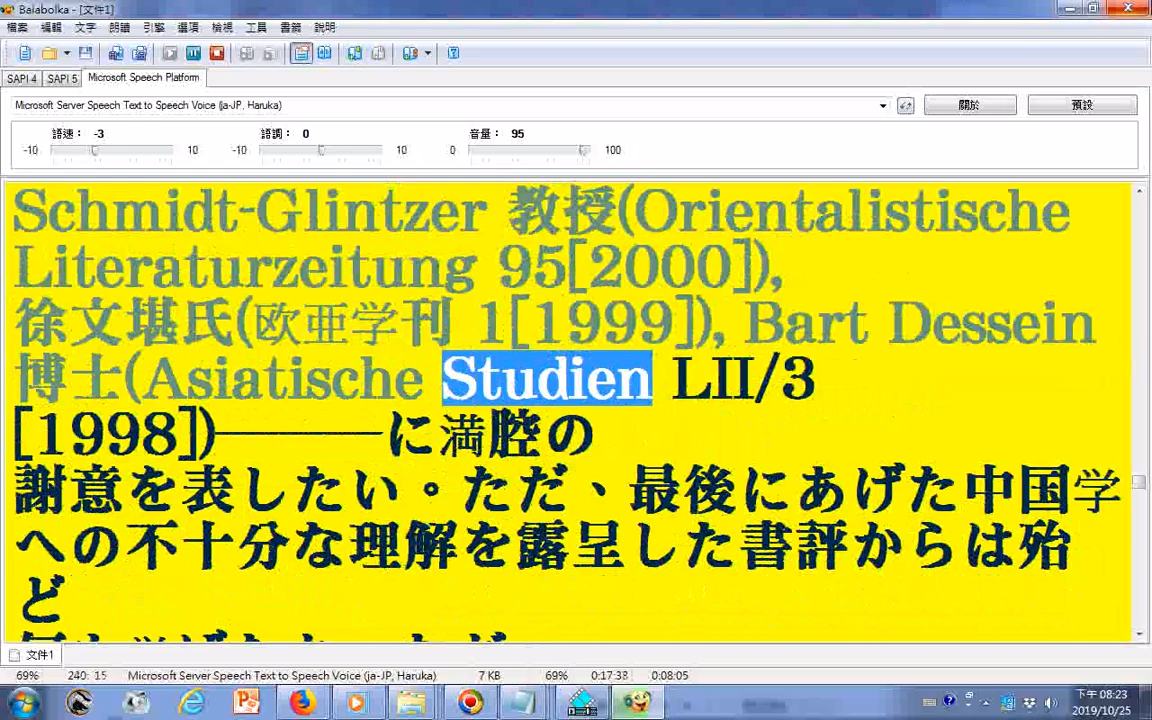 Balabolka - [文件1]
檔案 編輯 文字 朗讀 引擎 選項 檢視 工具 書籤 說明
SAPI 4 SAPI 5 Microsoft Speech Platform
Microsoft Server Speech Text to Speech Voice (ja-JP, Haruka) 關於 預設
語速： -3 語調： 0 音量： 95
-10 10 -10 10 0 100
Schmidt-Glintzer 教授(Orientalistische
Literaturzeitung 95[2000]),
徐文堪氏(欧亜学刊 1[1999]), Bart Dessein
博士(Asiatische Studien LII/3
[1998])―――に満腔の
謝意を表したい。ただ、最後にあげた中国学
への不十分な理解を露呈した書評からは殆
ど
文件1
69% 240: 15 Microsoft Server Speech Text to Speech Voice (ja-JP, Haruka) 7 KB 69% 0:17:33 0:08:05
下午 08:23
2019/10/25